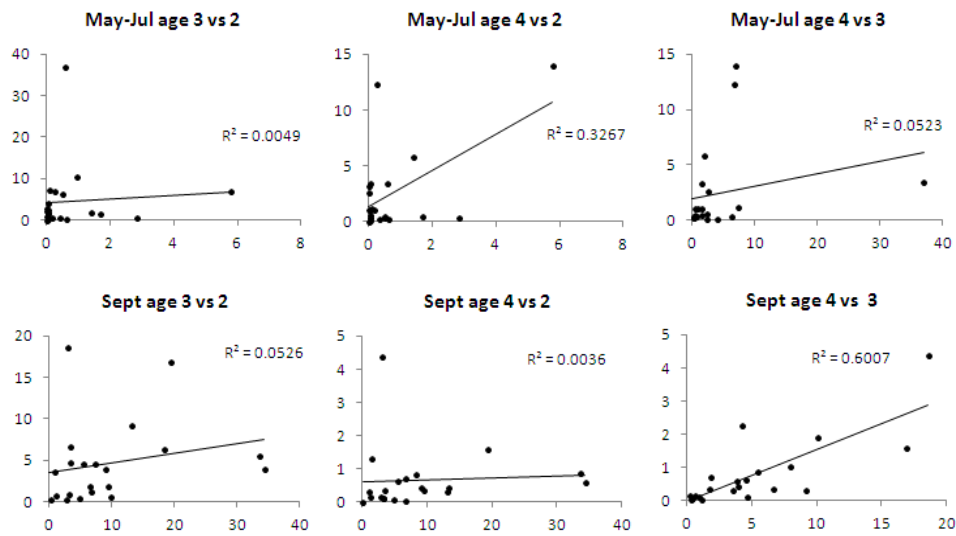 May-Jul age 3 vs 2
May-Jul age 4 vs 2
May-Jul age 4 vs 3
40
30
20
10
0
R² = 0.0049
0 2 4 6 8
15
10
5
0
R² = 0.3267
0 2 4 6 8
15
10
5
0
R² = 0.0523
0 10 20 30 40
Sept age 3 vs 2
Sept age 4 vs 2
Sept age 4 vs 3
20
15
10
5
0
R² = 0.0526
0 10 20 30 40
5
4
3
2
1
0
R² = 0.0036
0 10 20 30 40
5
4
3
2
1
0
R² = 0.6007
0 5 10 15 20